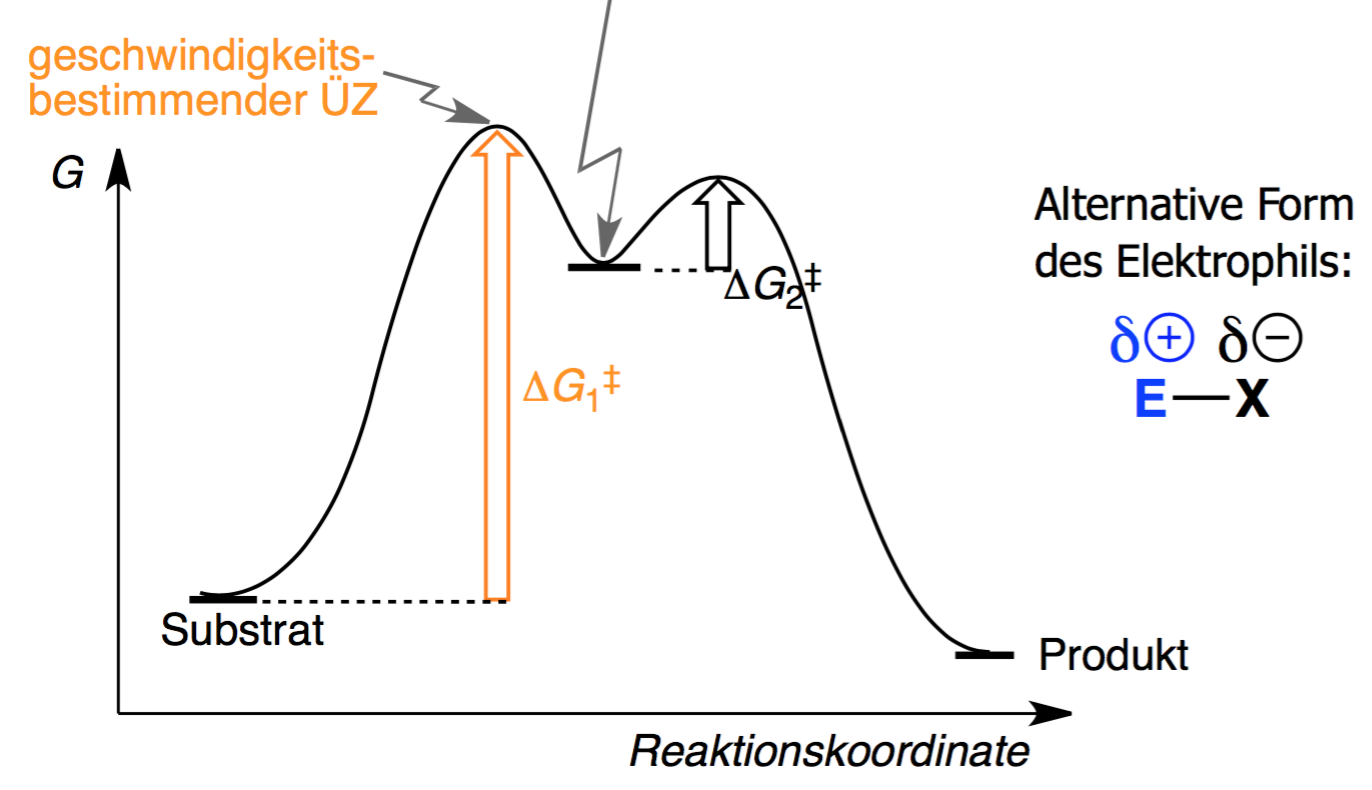 geschwindigkeits-
bestimmender ÜZ
G
ΔG₂‡
ΔG₁‡
Substrat
Produkt
Reaktionskoordinate
Alternative Form
des Elektrophils:
δ⊕ δ⊖
E—X